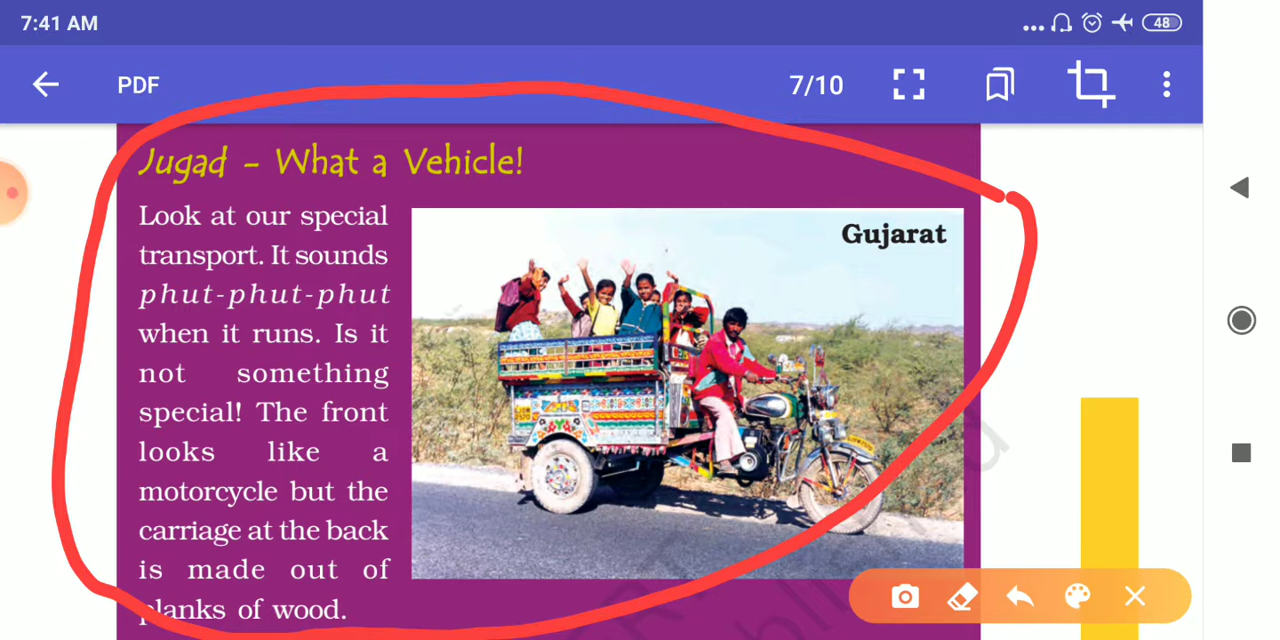 7:41 AM
48
PDF
7/10
Jugad - What a Vehicle!
Look at our special
transport. It sounds
phut-phut-phut
when it runs. Is it
not something
special! The front
looks like a
motorcycle but the
carriage at the back
is made out of
planks of wood.
Gujarat